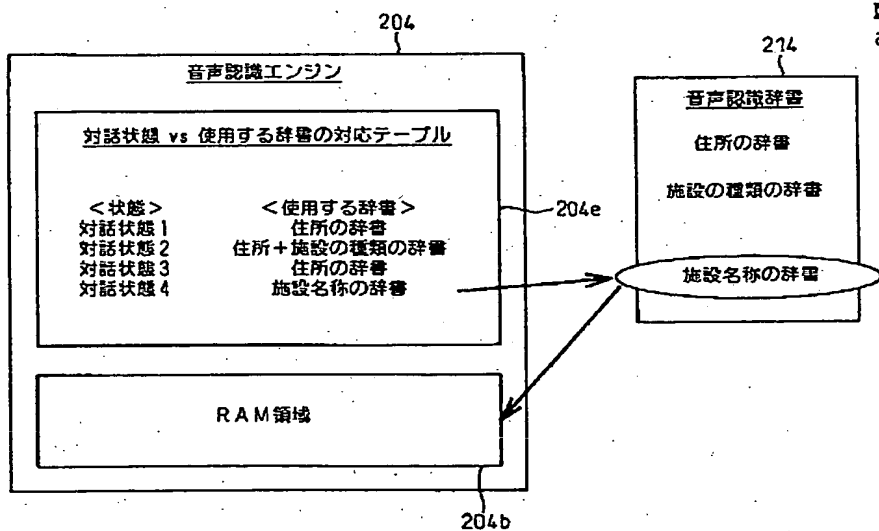 204
音声認識エンジン
対話状態 vs 使用する辞書の対応テーブル
＜状態＞ ＜使用する辞書＞
対話状態1 住所の辞書
対話状態2 住所＋施設の種類の辞書
対話状態3 住所の辞書
対話状態4 施設名称の辞書
204e
RAM領域
204b
214
音声認識辞書
住所の辞書
施設の種類の辞書
施設名称の辞書